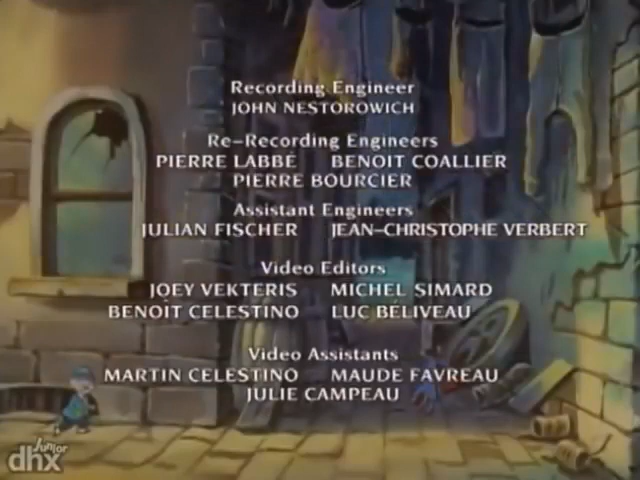 Recording Engineer
JOHN NESTOROWICH
Re-Recording Engineers
PIERRE LABBÉ BENOIT COALLIER
PIERRE BOURCIER
Assistant Engineers
JULIAN FISCHER JEAN-CHRISTOPHE VERBERT
Video Editors
JOEY VEKTERIS MICHEL SIMARD
BENOÎT CELESTINO LUC BÉLIVEAU
Video Assistants
MARTIN CELESTINO MAUDE FAVREAU
JULIE CAMPEAU
Junior
dhx